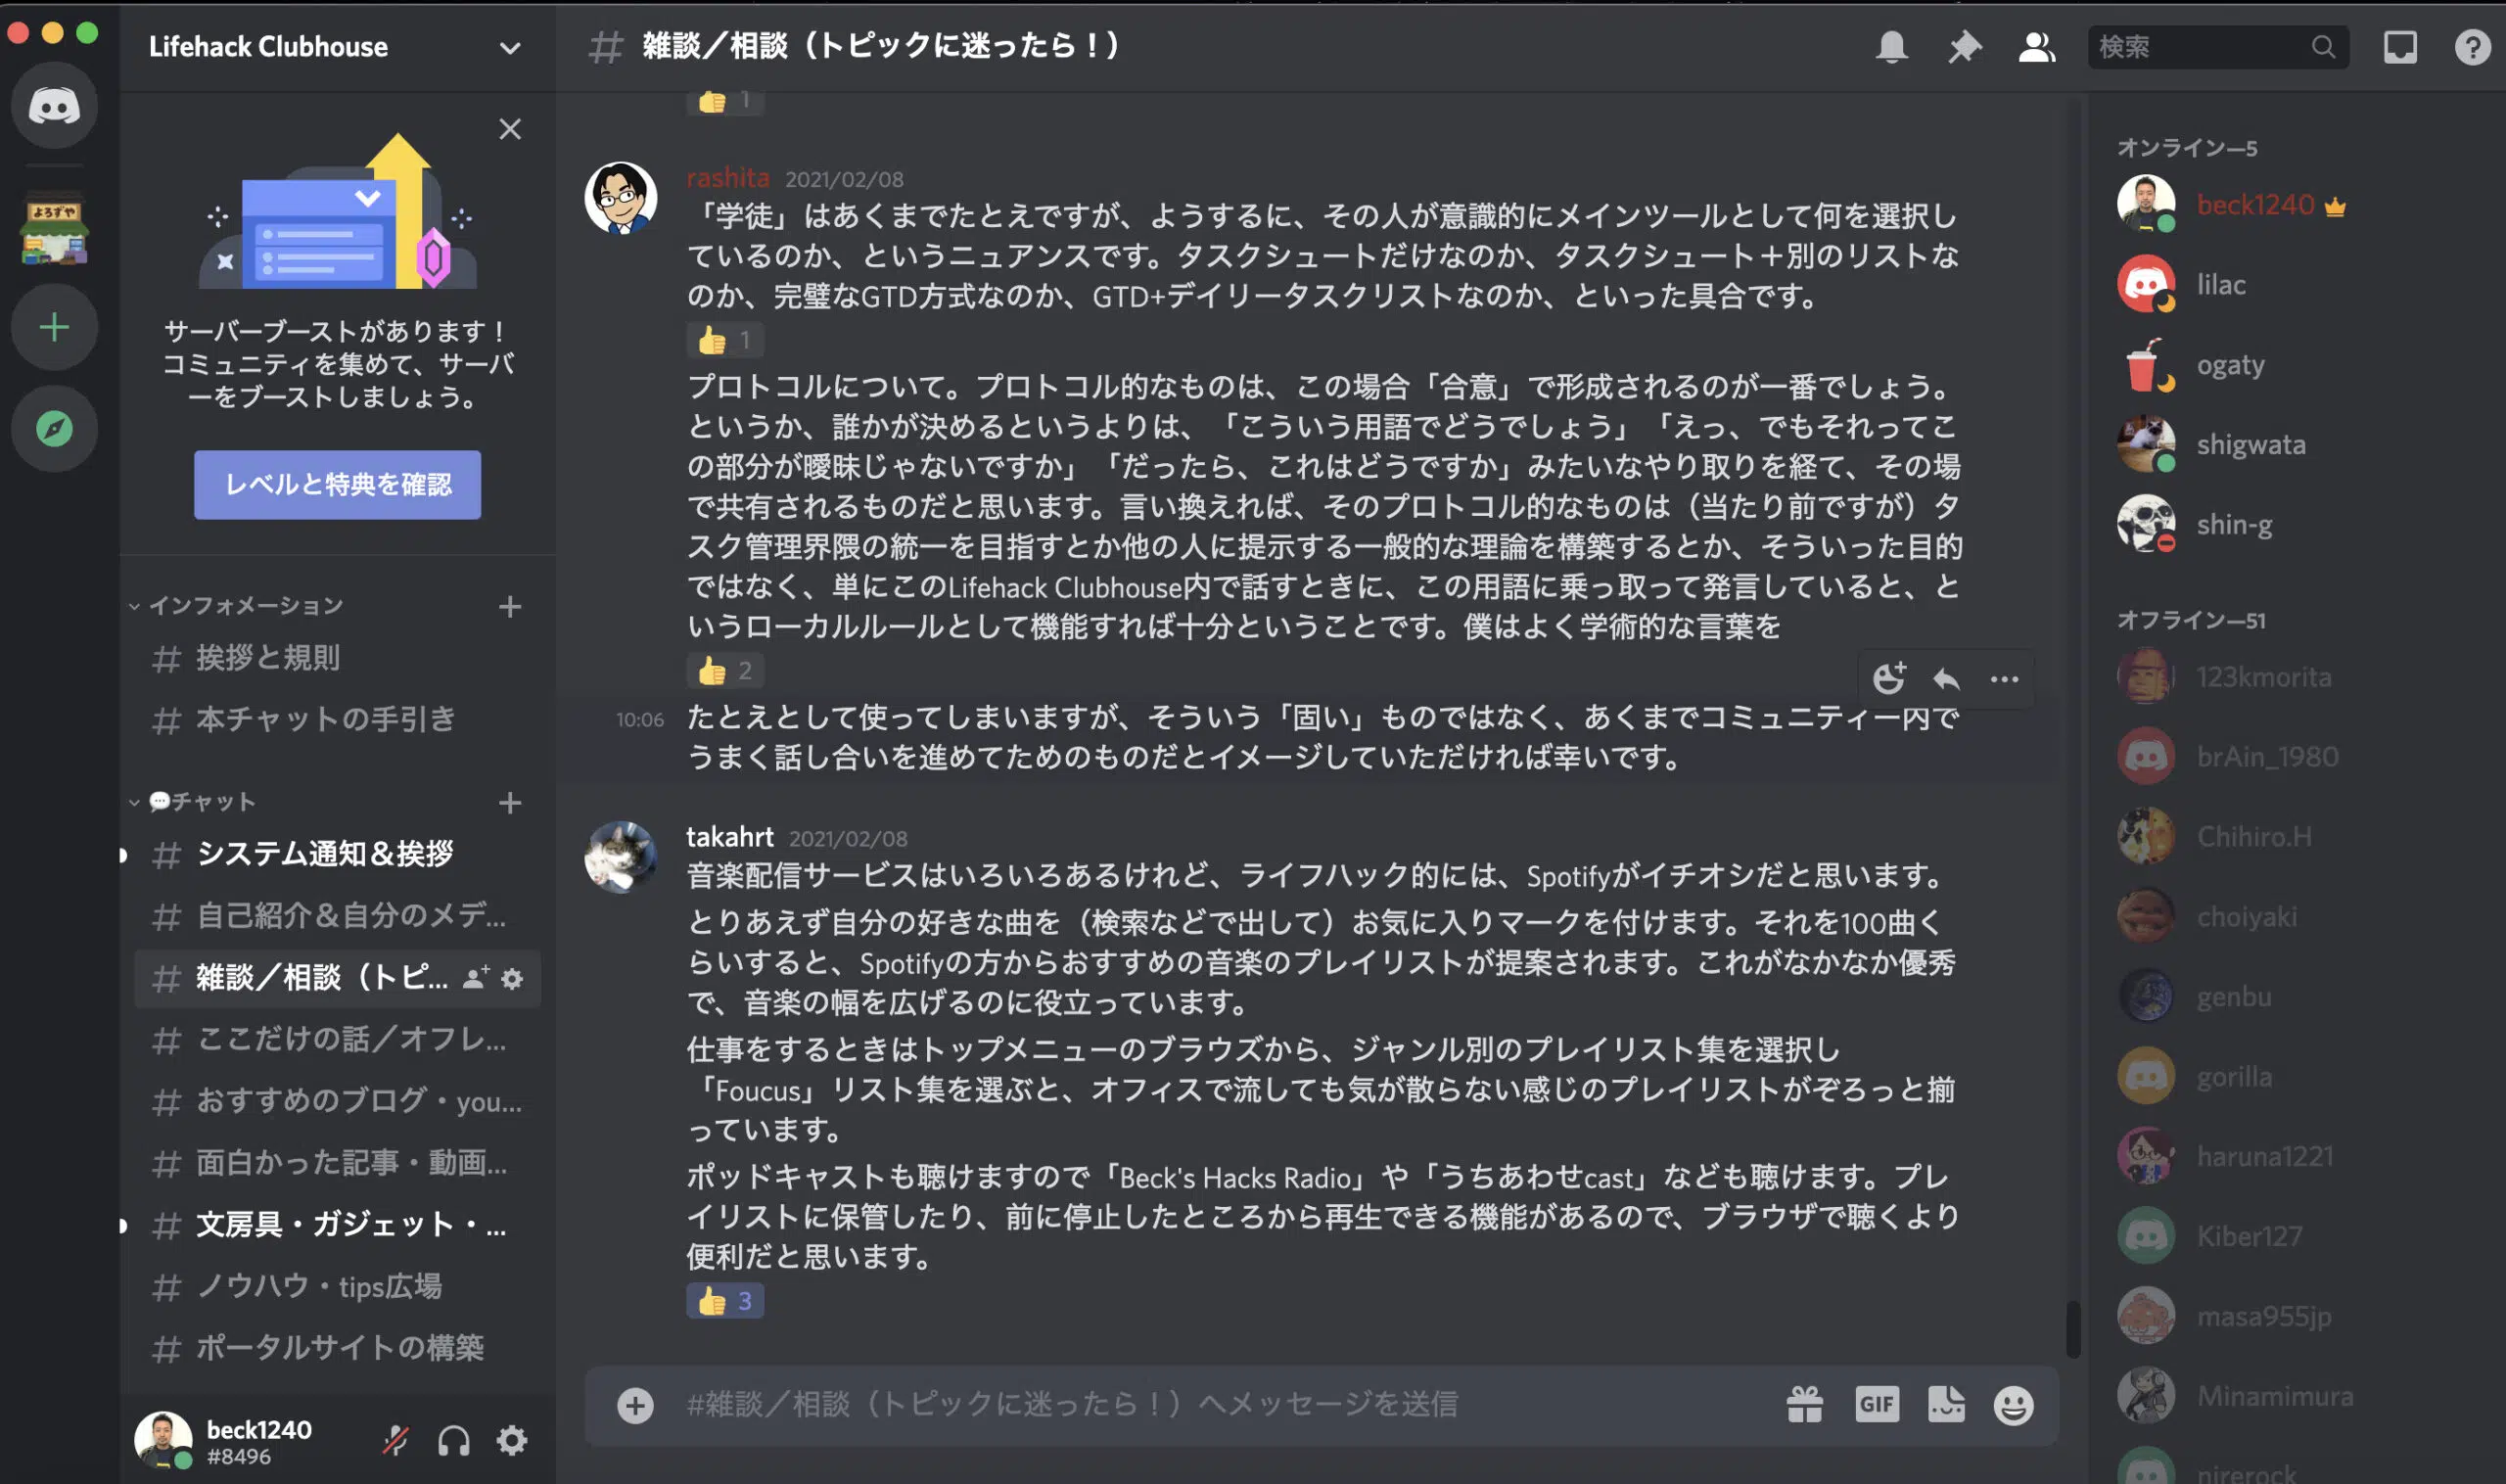 Lifehack Clubhouse
よろずや
サーバーブーストがあります！
コミュニティを集めて、サーバ
ーをブーストしましょう。
レベルと特典を確認
インフォメーション
挨拶と規則
本チャットの手引き
チャット
システム通知＆挨拶
自己紹介＆自分のメデ...
雑談／相談（トピ...
ここだけの話／オフレ...
おすすめのブログ・you...
面白かった記事・動画...
文房具・ガジェット・...
ノウハウ・tips広場
ポータルサイトの構築
beck1240
#8496
# 雑談／相談（トピックに迷ったら！）
検索
👍 1
rashita 2021/02/08
「学徒」はあくまでたとえですが、ようするに、その人が意識的にメインツールとして何を選択し
ているのか、というニュアンスです。タスクシュートだけなのか、タスクシュート＋別のリストな
のか、完璧なGTD方式なのか、GTD+デイリータスクリストなのか、といった具合です。
👍 1
プロトコルについて。プロトコル的なものは、この場合「合意」で形成されるのが一番でしょう。
というか、誰かが決めるというよりは、「こういう用語でどうでしょう」「えっ、でもそれってこ
の部分が曖昧じゃないですか」「だったら、これはどうですか」みたいなやり取りを経て、その場
で共有されるものだと思います。言い換えれば、そのプロトコル的なものは（当たり前ですが）タ
スク管理界隈の統一を目指すとか他の人に提示する一般的な理論を構築するとか、そういった目的
ではなく、単にこのLifehack Clubhouse内で話すときに、この用語に乗っ取って発言していると、と
いうローカルルールとして機能すれば十分ということです。僕はよく学術的な言葉を
👍 2
10:06 たとえとして使ってしまいますが、そういう「固い」ものではなく、あくまでコミュニティー内で
うまく話し合いを進めてためのものだとイメージしていただければ幸いです。
takahrt 2021/02/08
音楽配信サービスはいろいろあるけれど、ライフハック的には、Spotifyがイチオシだと思います。
とりあえず自分の好きな曲を（検索などで出して）お気に入りマークを付けます。それを100曲く
らいすると、Spotifyの方からおすすめの音楽のプレイリストが提案されます。これがなかなか優秀
で、音楽の幅を広げるのに役立っています。
仕事をするときはトップメニューのブラウズから、ジャンル別のプレイリスト集を選択し
「Foucus」リスト集を選ぶと、オフィスで流しても気が散らない感じのプレイリストがぞろっと揃
っています。
ポッドキャストも聴けますので「Beck's Hacks Radio」や「うちあわせcast」なども聴けます。プレ
イリストに保管したり、前に停止したところから再生できる機能があるので、ブラウザで聴くより
便利だと思います。
👍 3
#雑談／相談（トピックに迷ったら！）へメッセージを送信
GIF
オンライン—5
beck1240
lilac
ogaty
shigwata
shin-g
オフライン—51
123kmorita
brAin_1980
Chihiro.H
choiyaki
genbu
gorilla
haruna1221
Kiber127
masa955jp
Minamimura
nirerock